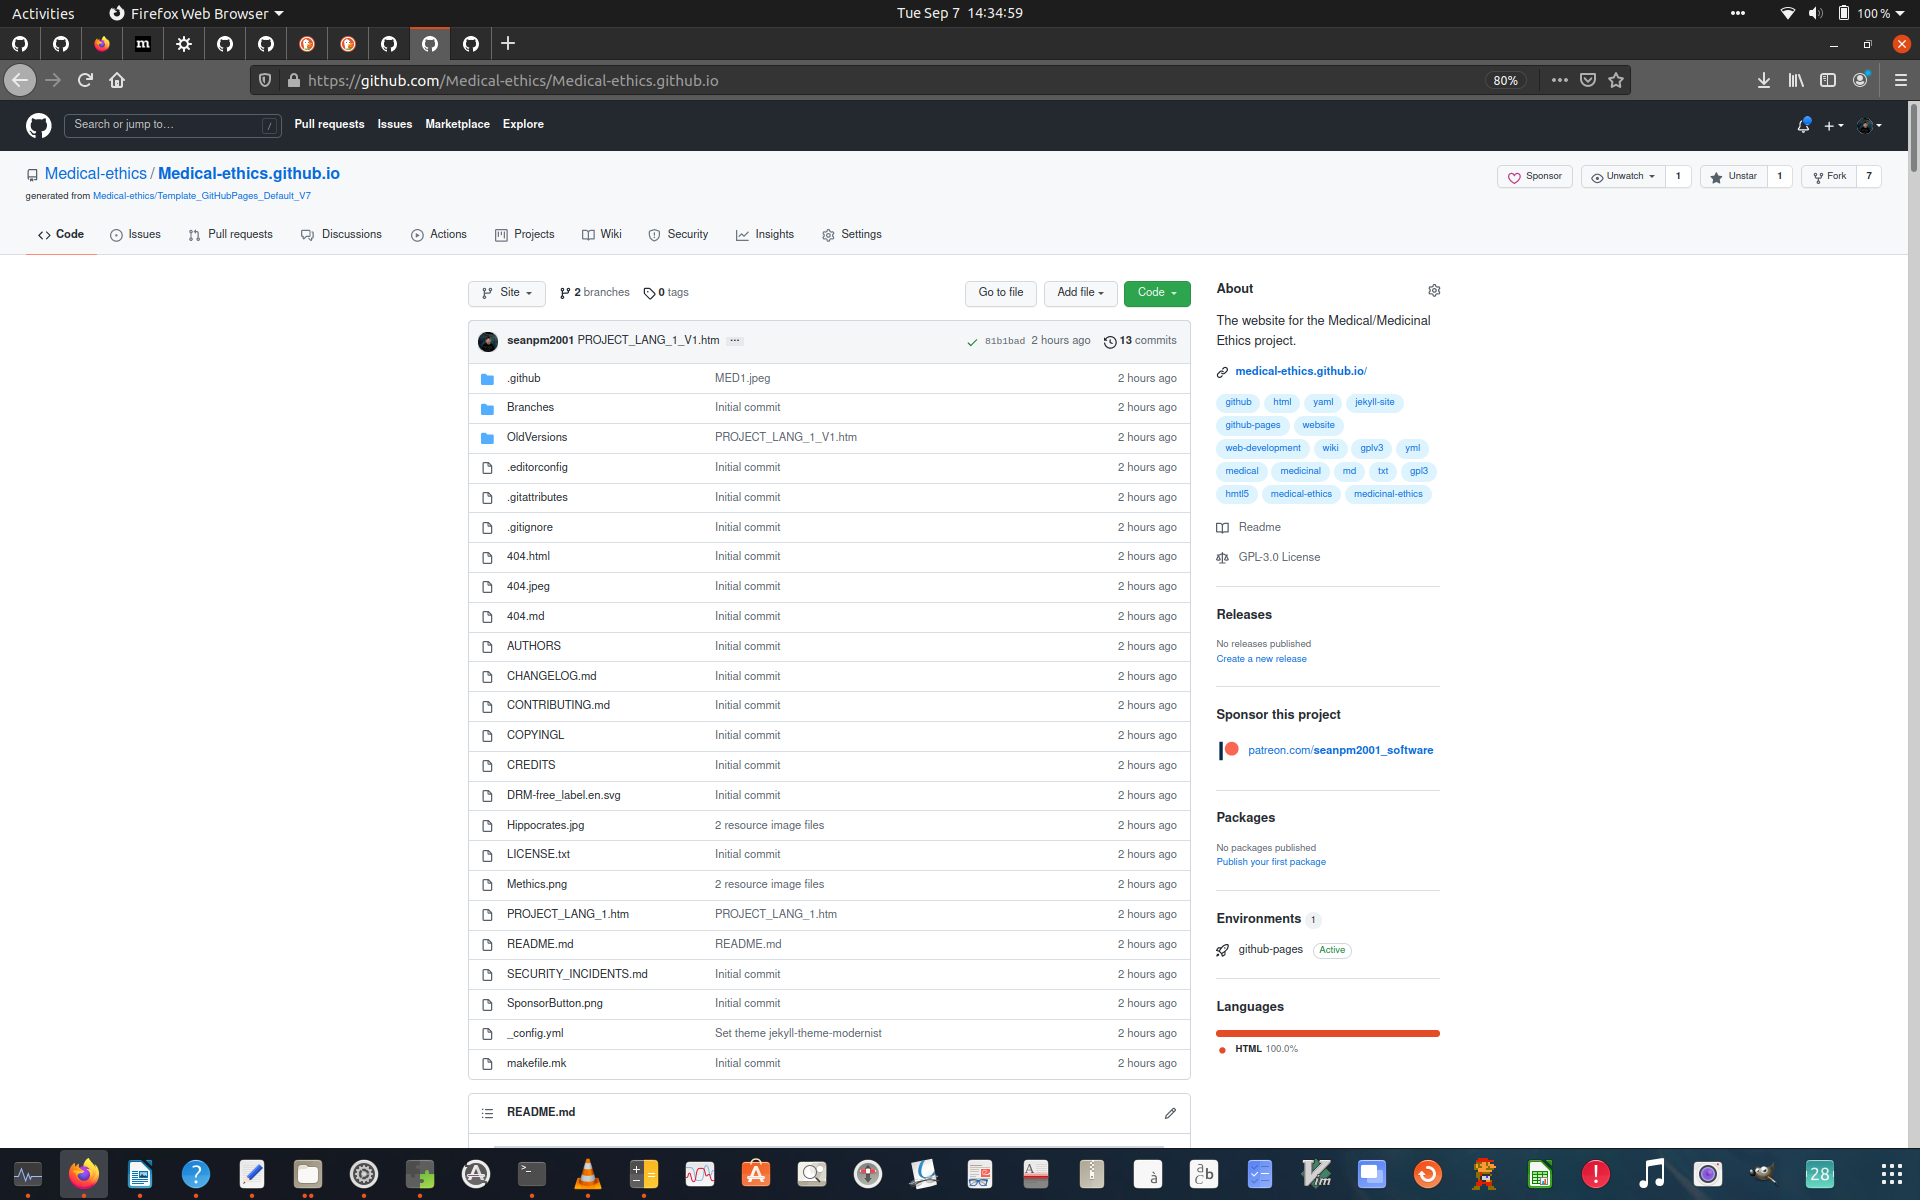 Activities Firefox Web Browser Tue Sep 7 14:34:59 100 %
https://github.com/Medical-ethics/Medical-ethics.github.io 80%
Search or jump to… / Pull requests Issues Marketplace Explore
Medical-ethics / Medical-ethics.github.io Sponsor Unwatch 1 Unstar 1 Fork 7
generated from Medical-ethics/Template_GitHubPages_Default_V7
Code Issues Pull requests Discussions Actions Projects Wiki Security Insights Settings
Site 2 branches 0 tags Go to file Add file Code
seanpm2001 PROJECT_LANG_1_V1.htm ... 81b1bad 2 hours ago 13 commits
.github MED1.jpeg 2 hours ago
Branches Initial commit 2 hours ago
OldVersions PROJECT_LANG_1_V1.htm 2 hours ago
.editorconfig Initial commit 2 hours ago
.gitattributes Initial commit 2 hours ago
.gitignore Initial commit 2 hours ago
404.html Initial commit 2 hours ago
404.jpeg Initial commit 2 hours ago
404.md Initial commit 2 hours ago
AUTHORS Initial commit 2 hours ago
CHANGELOG.md Initial commit 2 hours ago
CONTRIBUTING.md Initial commit 2 hours ago
COPYINGL Initial commit 2 hours ago
CREDITS Initial commit 2 hours ago
DRM-free_label.en.svg Initial commit 2 hours ago
Hippocrates.jpg 2 resource image files 2 hours ago
LICENSE.txt Initial commit 2 hours ago
Methics.png 2 resource image files 2 hours ago
PROJECT_LANG_1.htm PROJECT_LANG_1.htm 2 hours ago
README.md README.md 2 hours ago
SECURITY_INCIDENTS.md Initial commit 2 hours ago
SponsorButton.png Initial commit 2 hours ago
_config.yml Set theme jekyll-theme-modernist 2 hours ago
makefile.mk Initial commit 2 hours ago
README.md
About
The website for the Medical/Medicinal
Ethics project.
medical-ethics.github.io/
github html yaml jekyll-site
github-pages website
web-development wiki gplv3 yml
medical medicinal md txt gpl3
hmtl5 medical-ethics medicinal-ethics
Readme
GPL-3.0 License
Releases
No releases published
Create a new release
Sponsor this project
patreon.com/seanpm2001_software
Packages
No packages published
Publish your first package
Environments 1
github-pages Active
Languages
HTML 100.0%
28